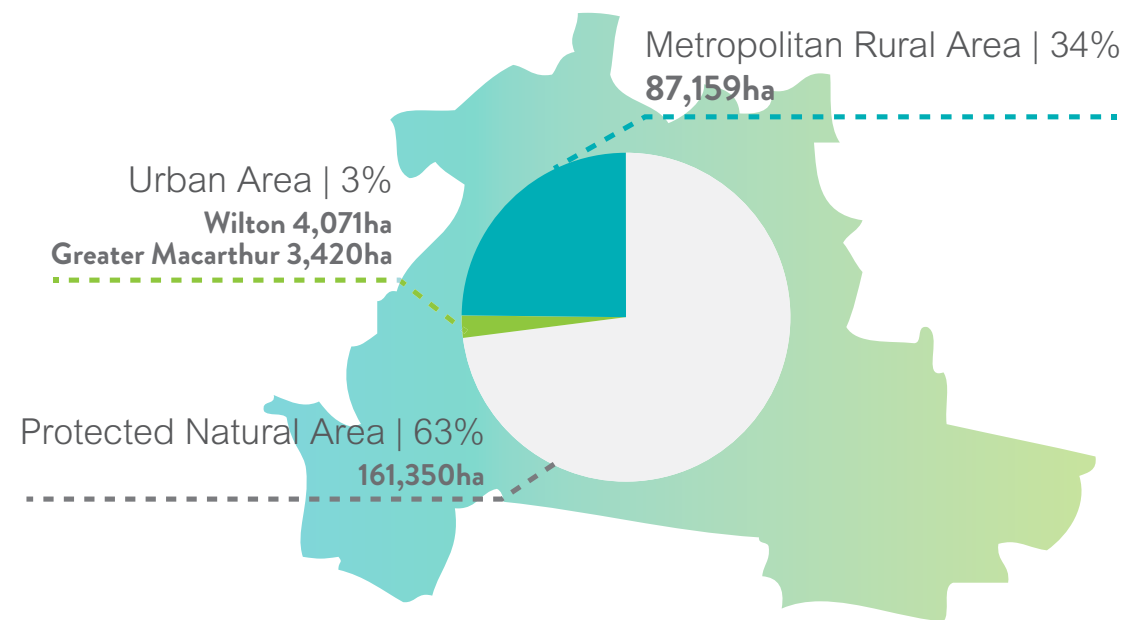 Metropolitan Rural Area | 34%
87,159ha
Urban Area | 3%
Wilton 4,071ha
Greater Macarthur 3,420ha
Protected Natural Area | 63%
161,350ha